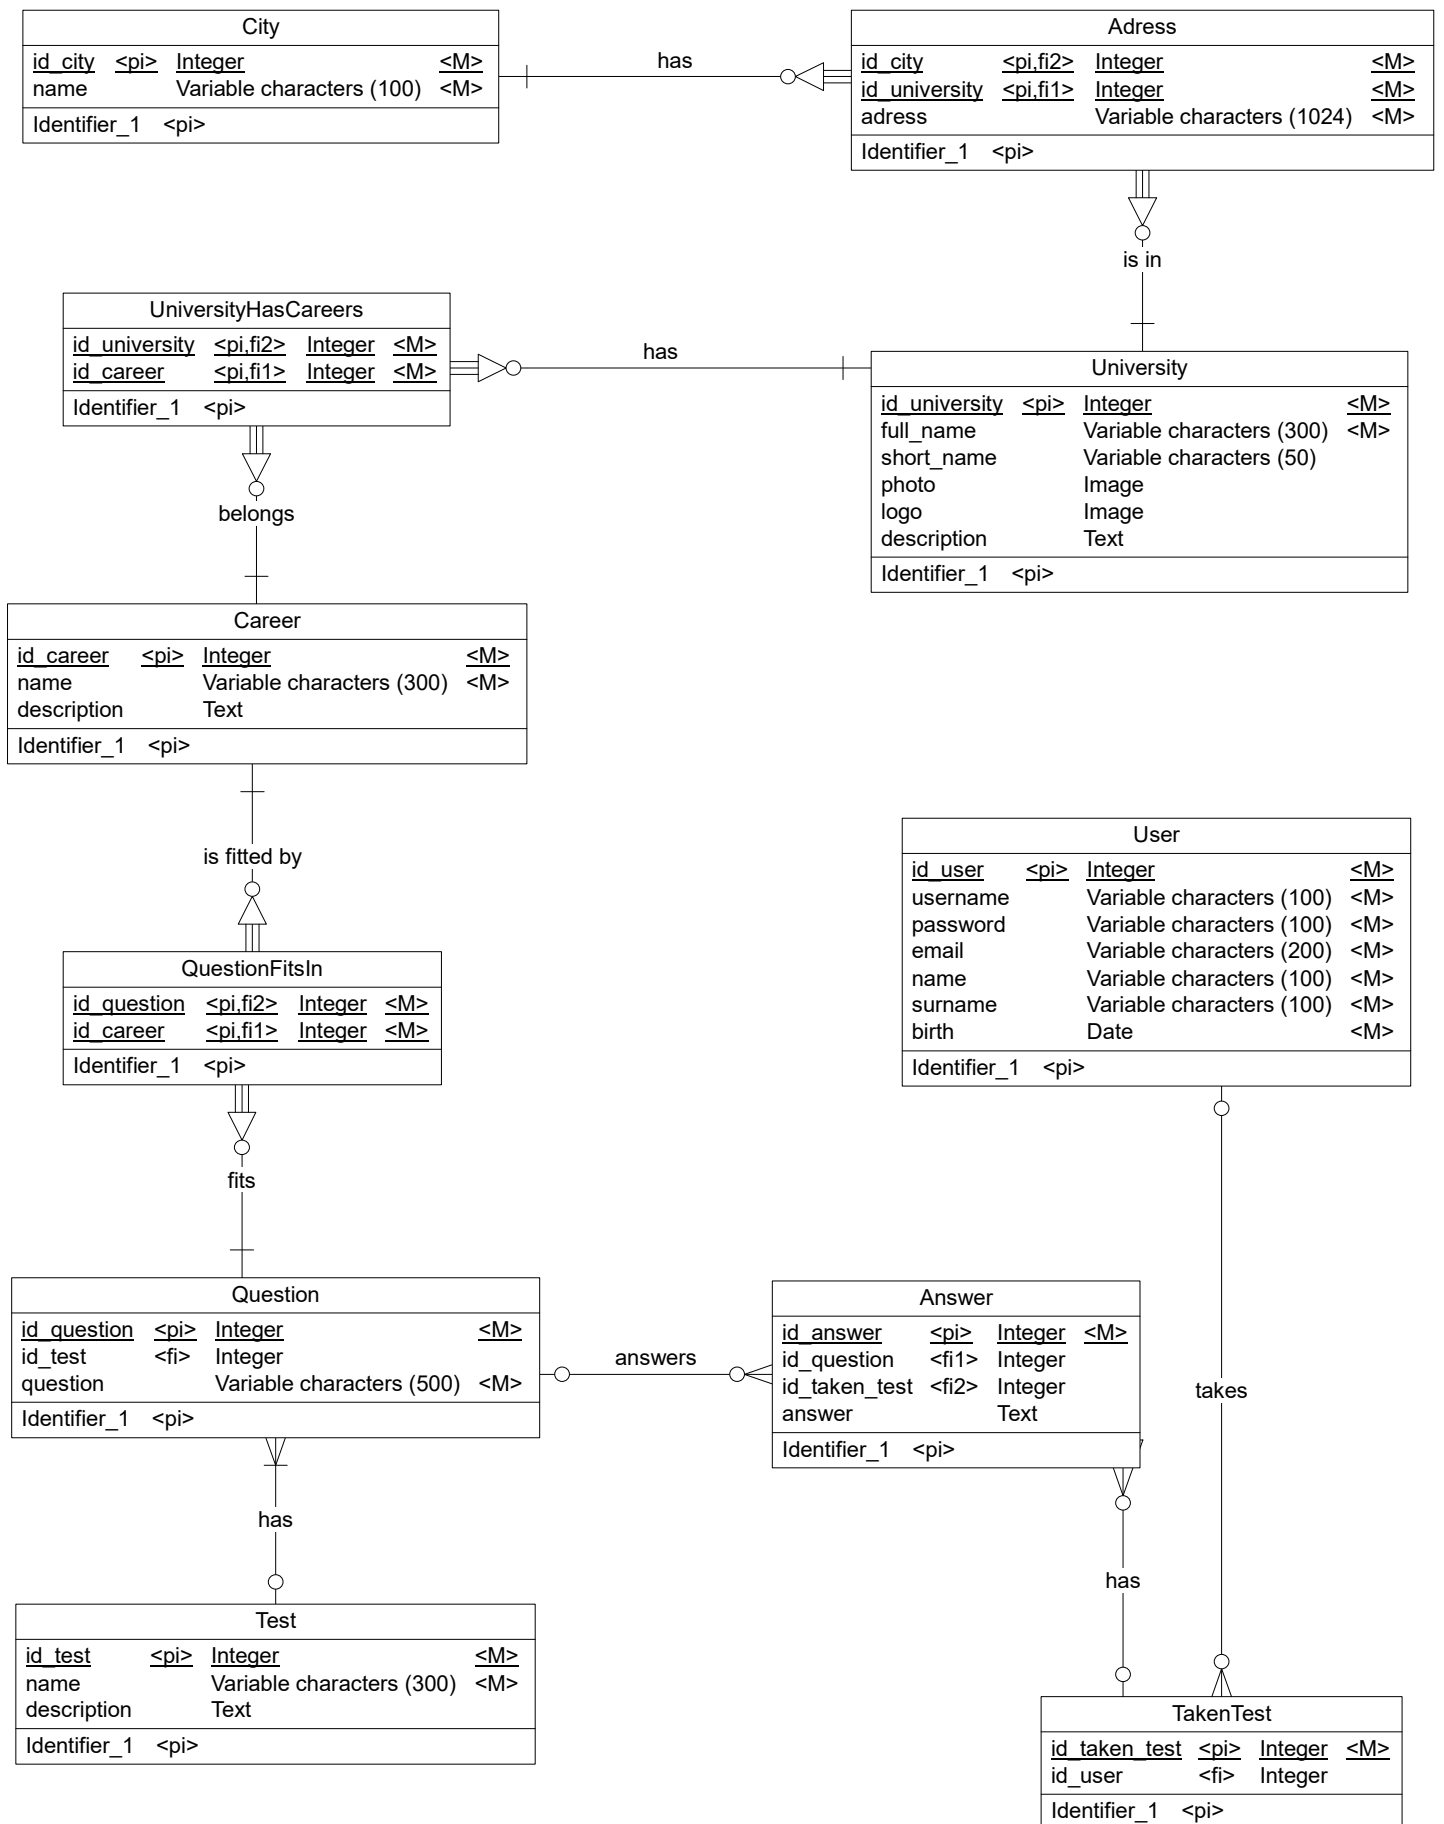 City
id_city <pi> Integer <M>
name Variable characters (100) <M>
Identifier_1 <pi>
has
Adress
id_city <pi,fi2> Integer <M>
id_university <pi,fi1> Integer <M>
adress Variable characters (1024) <M>
Identifier_1 <pi>
is in
UniversityHasCareers
id_university <pi,fi2> Integer <M>
id_career <pi,fi1> Integer <M>
Identifier_1 <pi>
has
University
id_university <pi> Integer <M>
full_name Variable characters (300) <M>
short_name Variable characters (50)
photo Image
logo Image
description Text
Identifier_1 <pi>
belongs
Career
id_career <pi> Integer <M>
name Variable characters (300) <M>
description Text
Identifier_1 <pi>
is fitted by
User
id_user <pi> Integer <M>
username Variable characters (100) <M>
password Variable characters (100) <M>
email Variable characters (200) <M>
name Variable characters (100) <M>
surname Variable characters (100) <M>
birth Date <M>
Identifier_1 <pi>
QuestionFitsIn
id_question <pi,fi2> Integer <M>
id_career <pi,fi1> Integer <M>
Identifier_1 <pi>
fits
Question
id_question <pi> Integer <M>
id_test <fi> Integer
question Variable characters (500) <M>
Identifier_1 <pi>
answers
Answer
id_answer <pi> Integer <M>
id_question <fi1> Integer
id_taken_test <fi2> Integer
answer Text
Identifier_1 <pi>
takes
has
has
Test
id_test <pi> Integer <M>
name Variable characters (300) <M>
description Text
Identifier_1 <pi>
TakenTest
id_taken_test <pi> Integer <M>
id_user <fi> Integer
Identifier_1 <pi>